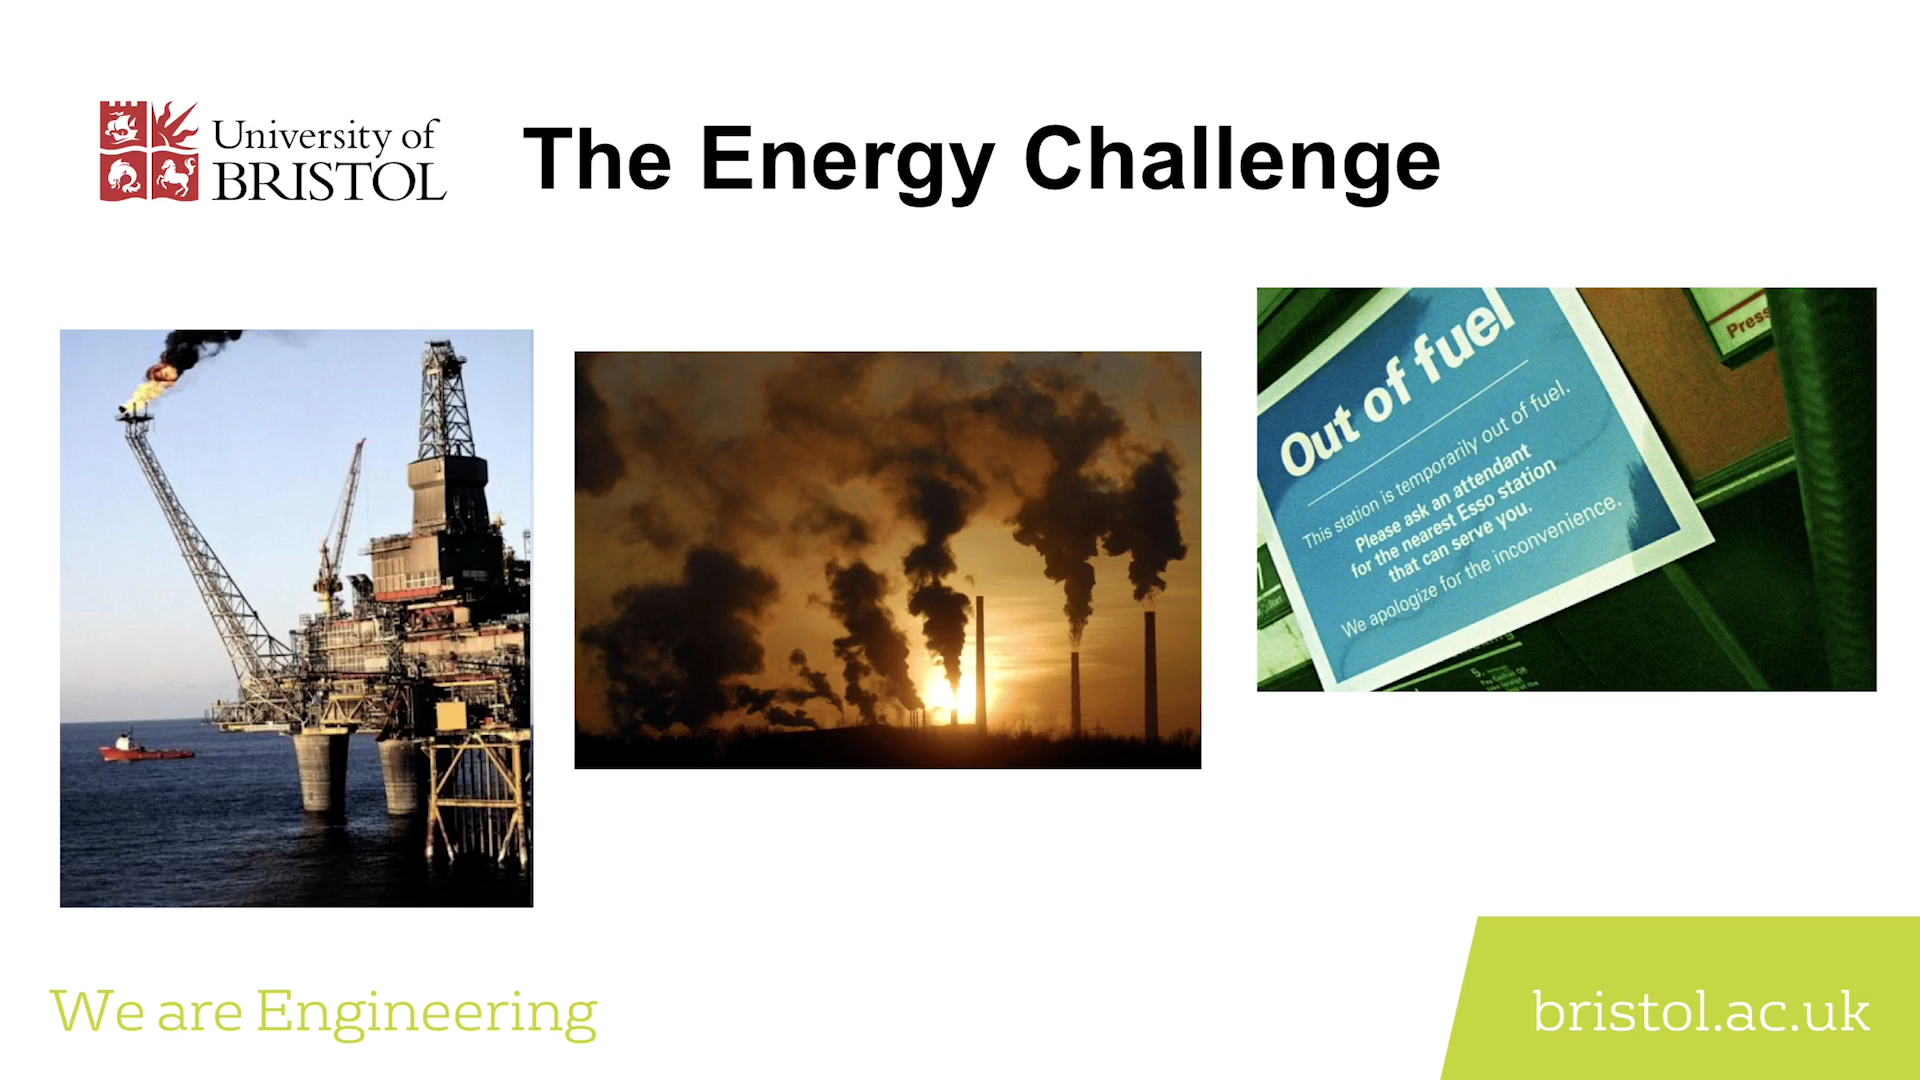 University of
BRISTOL
The Energy Challenge
Out of fuel
This station is temporarily out of fuel.
Please ask an attendant
for the nearest Esso station
that can serve you.
We apologize for the inconvenience.
Press
5.
We are Engineering
bristol.ac.uk